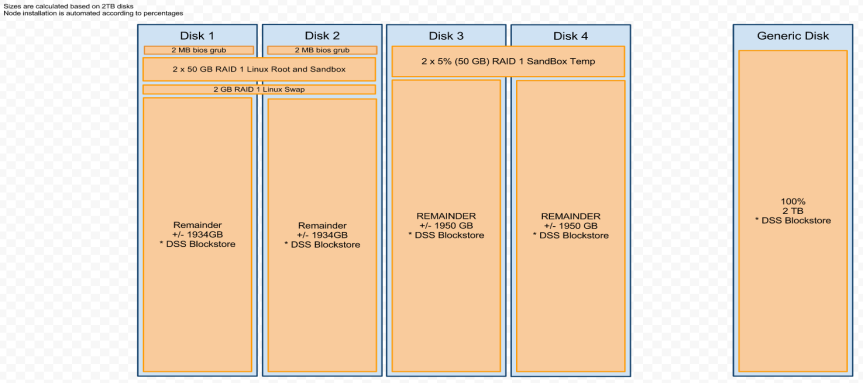 Sizes are calculated based on 2TB disks
Node installation is automated according to percentages
Disk 1
Disk 2
Disk 3
Disk 4
Generic Disk
2 MB bios grub
2 MB bios grub
2 x 50 GB RAID 1 Linux Root and Sandbox
2 x 5% (50 GB) RAID 1 SandBox Temp
2 GB RAID 1 Linux Swap
Remainder
+/- 1934GB
* DSS Blockstore
Remainder
+/- 1934GB
* DSS Blockstore
REMAINDER
+/- 1950 GB
* DSS Blockstore
REMAINDER
+/- 1950 GB
* DSS Blockstore
100%
2 TB
* DSS Blockstore